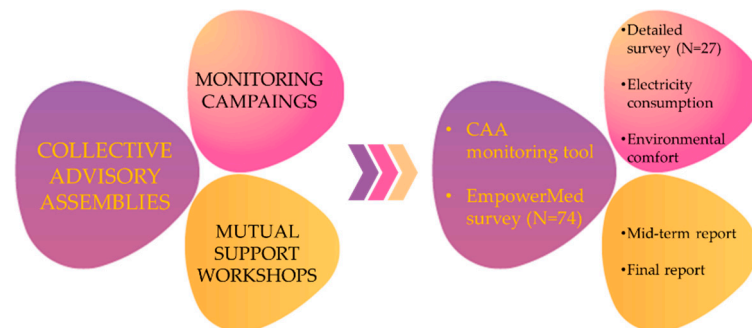 COLLECTIVE
ADVISORY
ASSEMBLIES
MONITORING
CAMPAINGS
MUTUAL
SUPPORT
WORKSHOPS
• CAA
monitoring tool
• EmpowerMed
survey (N=74)
•Detailed
survey (N=27)
•Electricity
consumption
•Environmental
comfort
•Mid-term report
•Final report